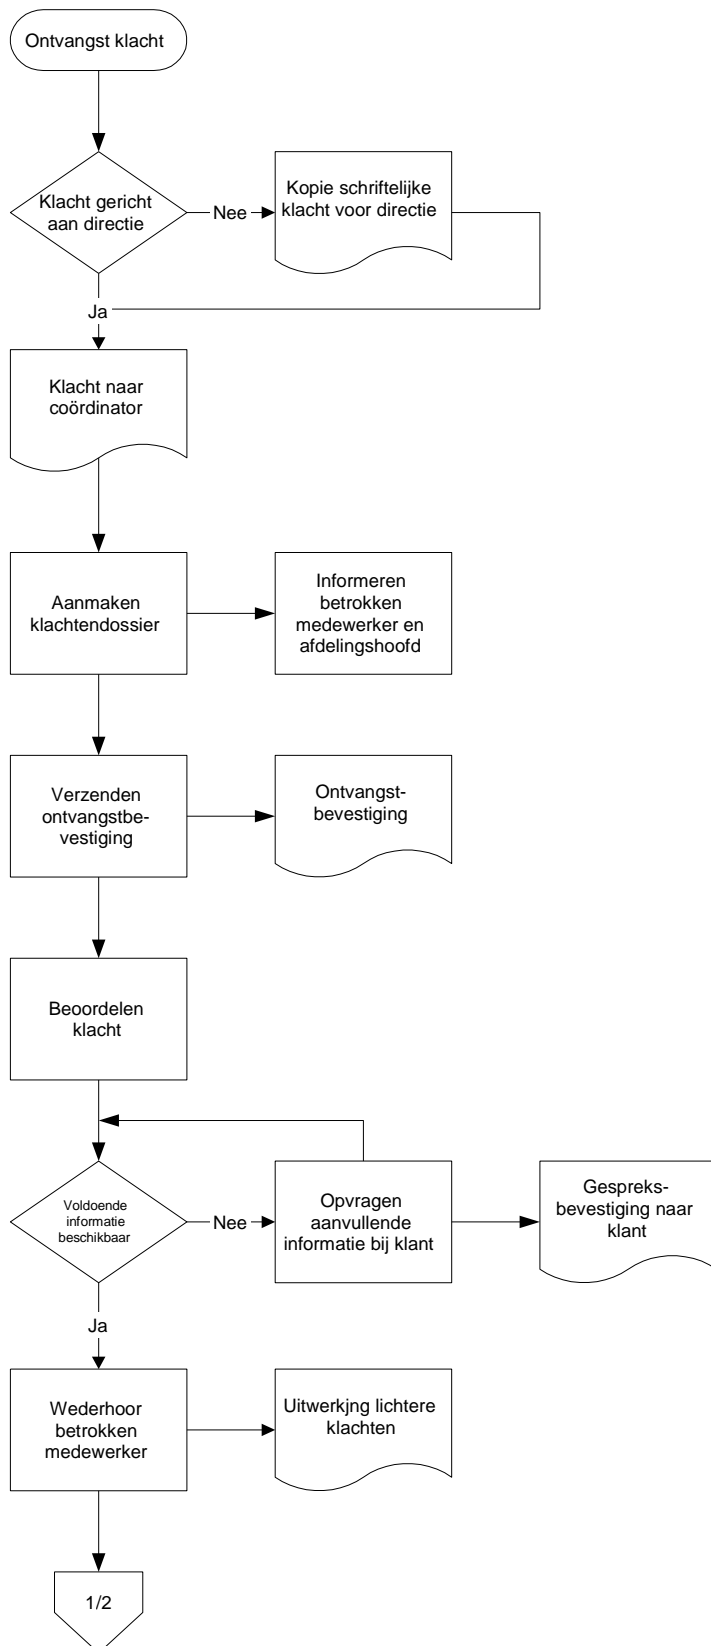 Ontvangst klacht
Klacht gericht
aan directie
Nee
Kopie schriftelijke
klacht voor directie
Ja
Klacht naar
coördinator
Aanmaken
klachtendossier
Informeren
betrokken
medewerker en
afdelingshoofd
Verzenden
ontvangstbe-
vestiging
Ontvangst-
bevestiging
Beoordelen
klacht
Voldoende
informatie
beschikbaar
Nee
Opvragen
aanvullende
informatie bij klant
Gespreks-
bevestiging naar
klant
Ja
Wederhoor
betrokken
medewerker
Uitwerkjng lichtere
klachten
1/2